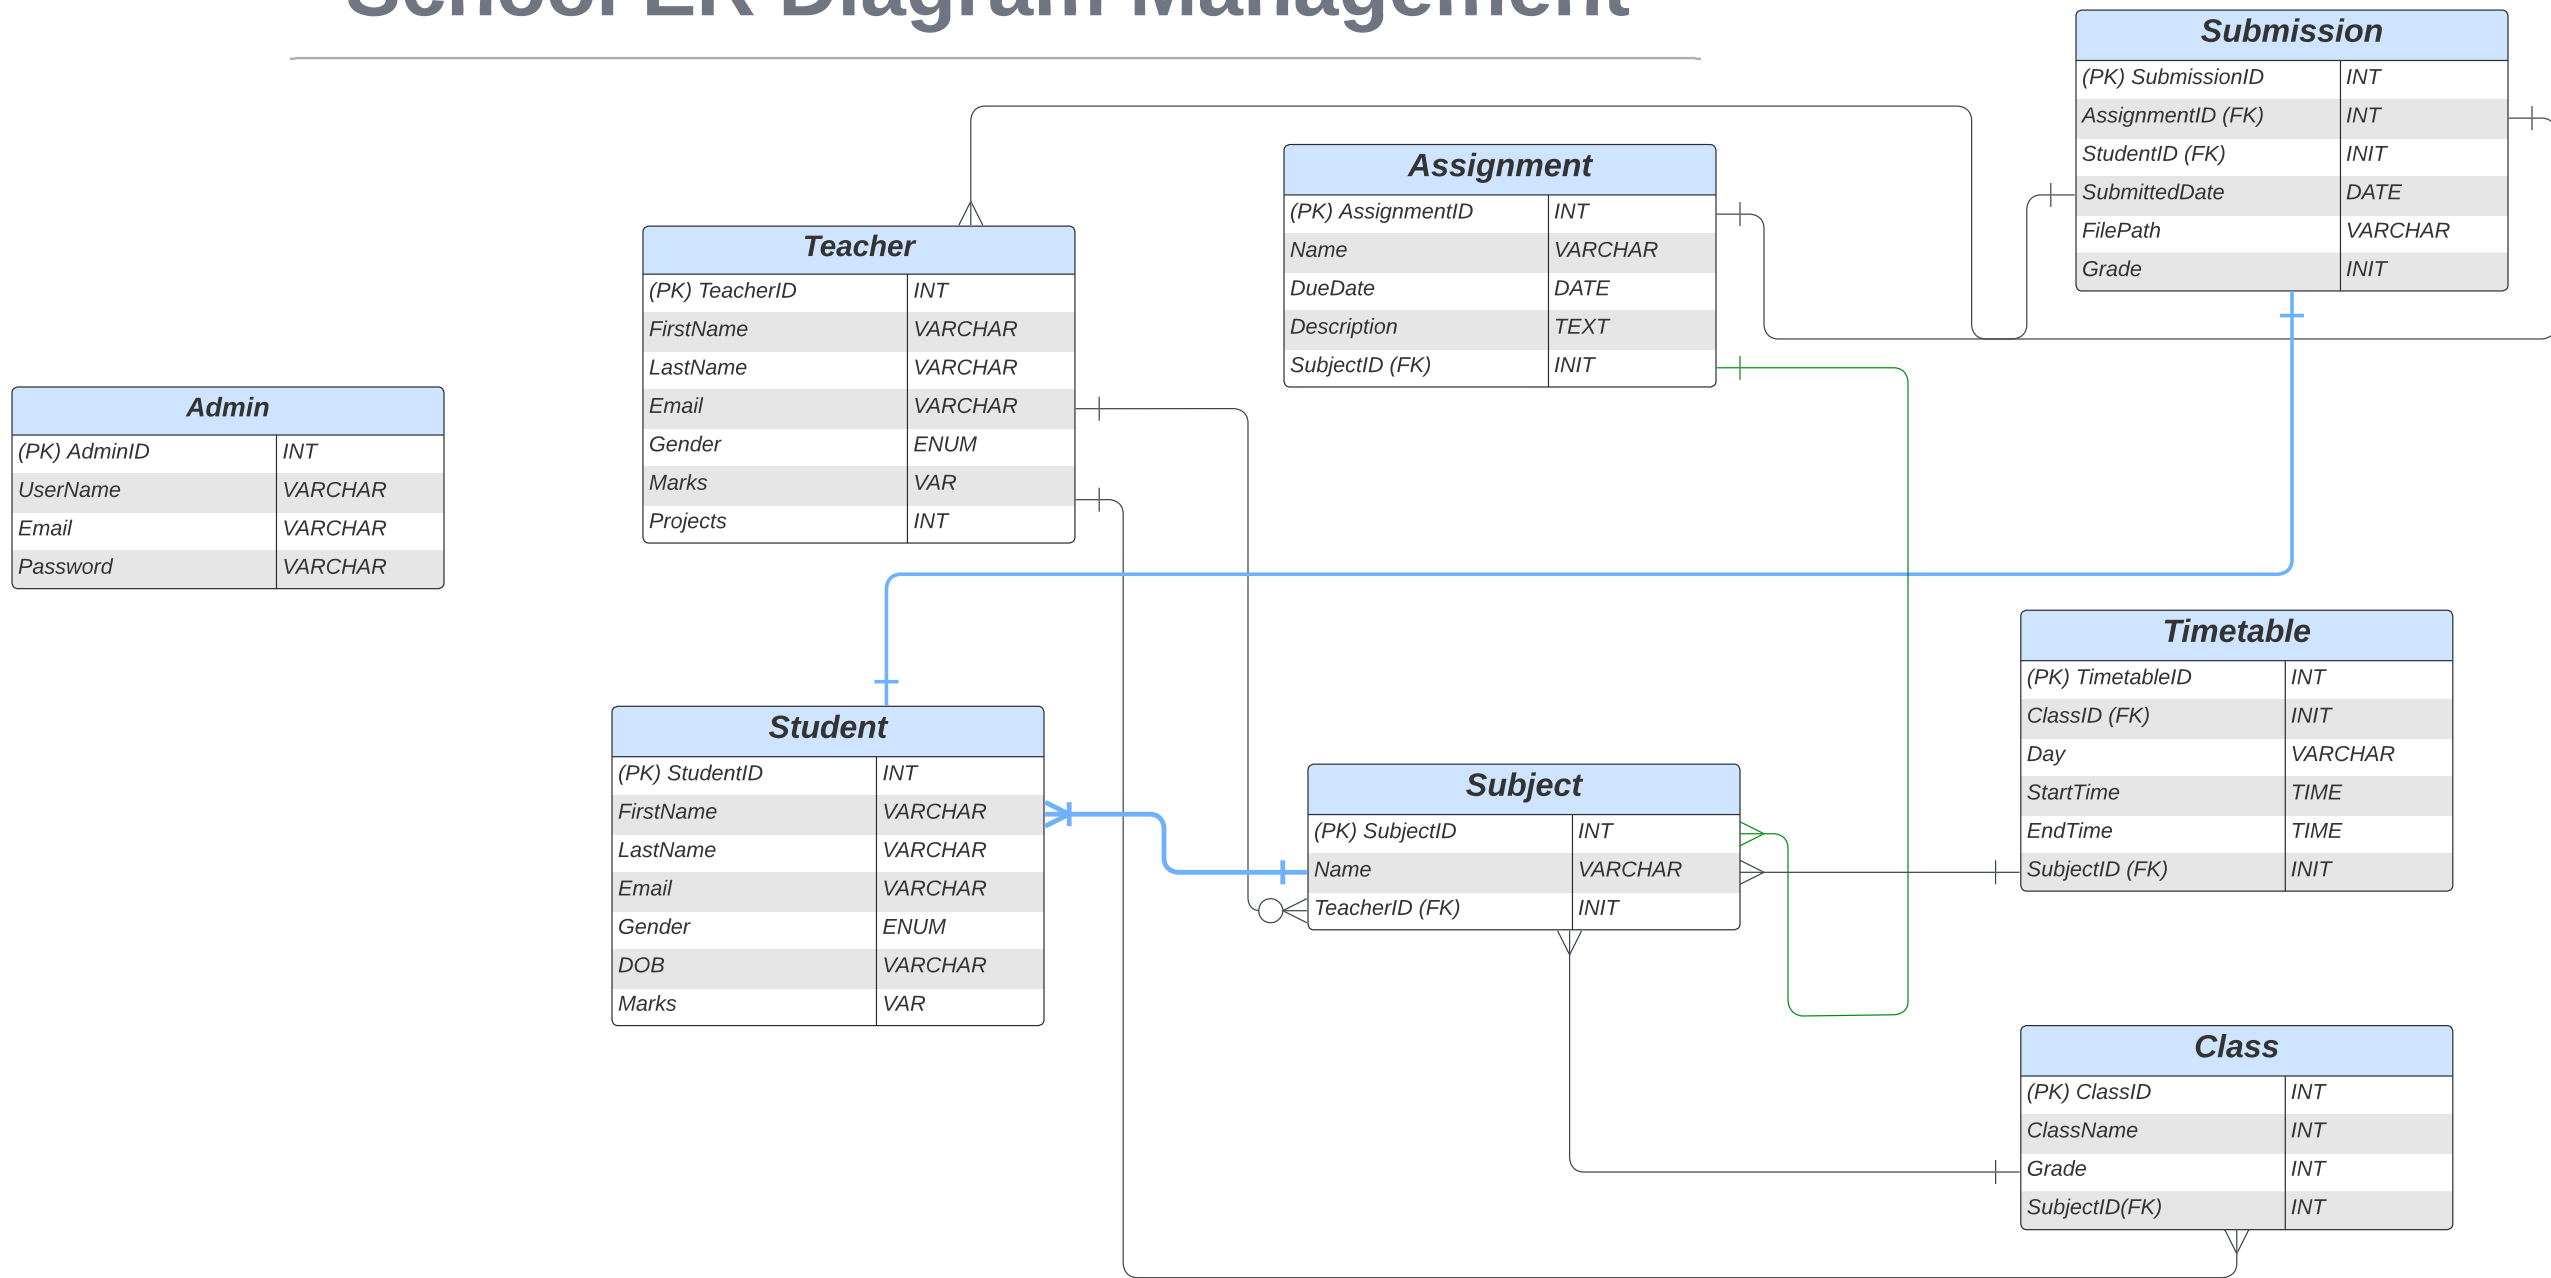 School ER Diagram Management
Submission
(PK) SubmissionID INT
AssignmentID (FK) INT
StudentID (FK) INIT
SubmittedDate DATE
FilePath VARCHAR
Grade INIT
Assignment
(PK) AssignmentID INT
Name VARCHAR
DueDate DATE
Description TEXT
SubjectID (FK) INIT
Teacher
(PK) TeacherID INT
FirstName VARCHAR
LastName VARCHAR
Email VARCHAR
Gender ENUM
Marks VAR
Projects INT
Admin
(PK) AdminID INT
UserName VARCHAR
Email VARCHAR
Password VARCHAR
Timetable
(PK) TimetableID INT
ClassID (FK) INIT
Day VARCHAR
StartTime TIME
EndTime TIME
SubjectID (FK) INIT
Student
(PK) StudentID INT
FirstName VARCHAR
LastName VARCHAR
Email VARCHAR
Gender ENUM
DOB VARCHAR
Marks VAR
Subject
(PK) SubjectID INT
Name VARCHAR
TeacherID (FK) INIT
Class
(PK) ClassID INT
ClassName INT
Grade INT
SubjectID(FK) INT